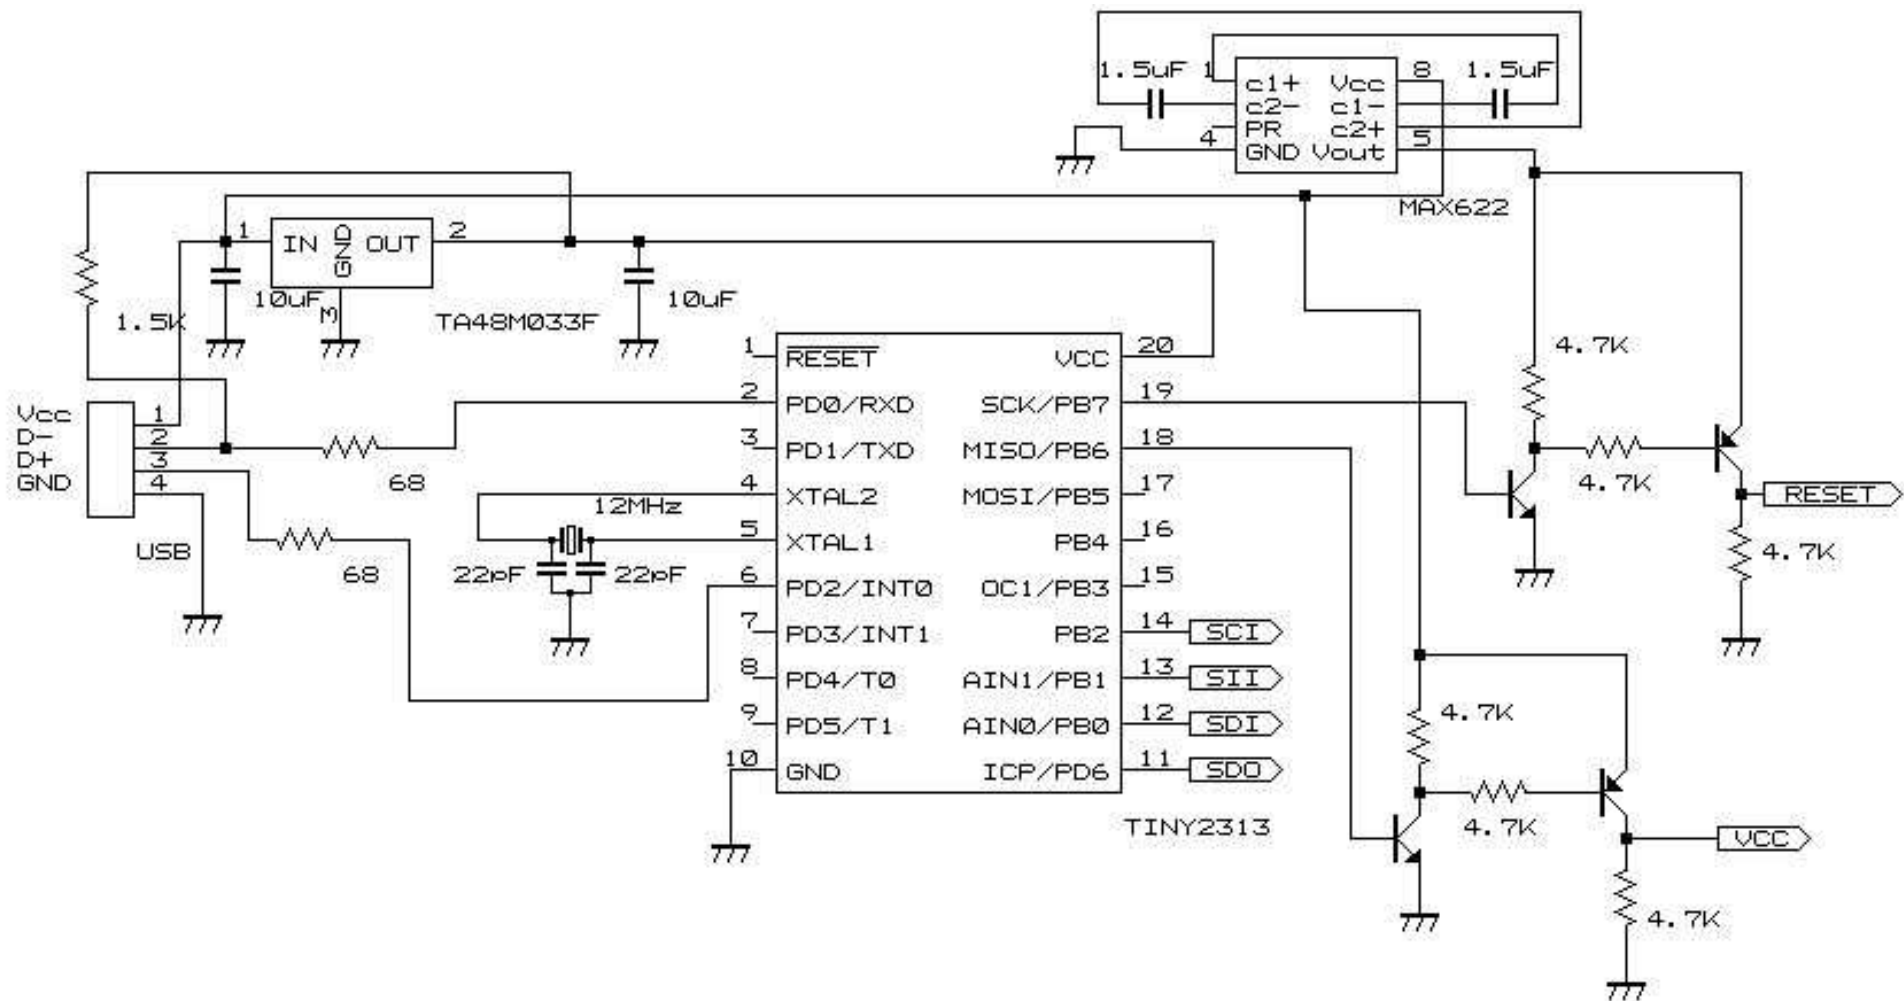 1.5uF 1 8 1.5uF
c1+ Vcc
c2- c1-
PR c2+
4 GND Vout 5
MAX622
1 IN GND OUT 2
10uF 3 TA48M033F 10uF
1.5K
4.7K
1 RESET VCC 20
2 PD0/RXD SCK/PB7 19
3 PD1/TXD MISO/PB6 18
4 XTAL2 MOSI/PB5 17
5 XTAL1 PB4 16
6 PD2/INT0 OC1/PB3 15
7 PD3/INT1 PB2 14 SCI
8 PD4/T0 AIN1/PB1 13 SII
9 PD5/T1 AIN0/PB0 12 SDI
10 GND ICP/PD6 11 SDO
TINY2313
Vcc 1
D- 2
D+ 3
GND 4
USB
68
68
12MHz
22pF 22pF
4.7K
RESET
4.7K
4.7K
4.7K
VCC
4.7K